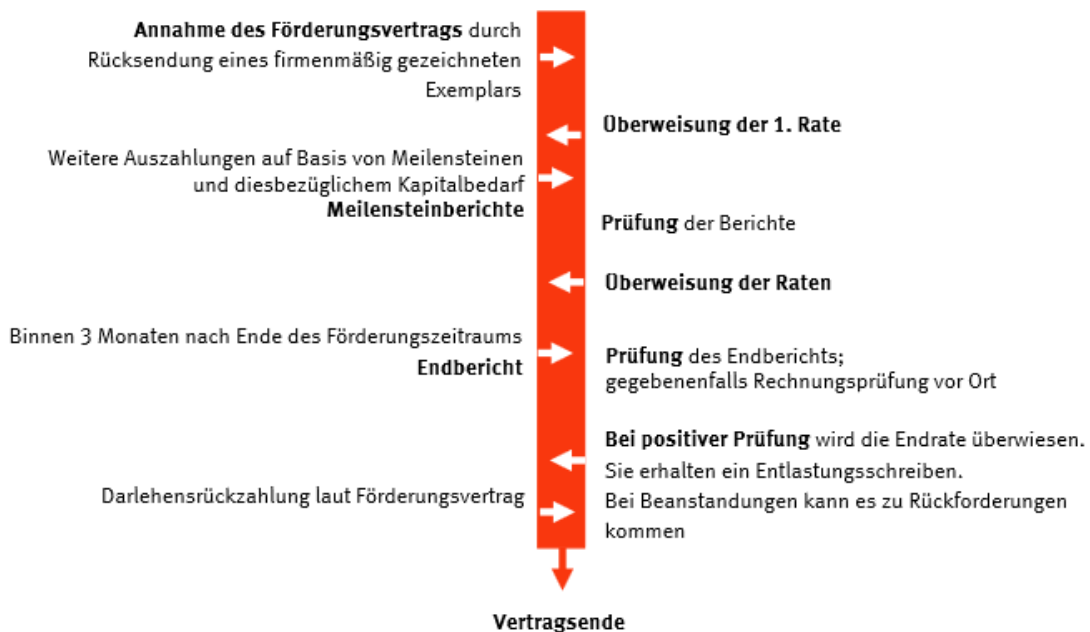 Annahme des Förderungsvertrags durch
Rücksendung eines firmenmäßig gezeichneten
Exemplars
Überweisung der 1. Rate
Weitere Auszahlungen auf Basis von Meilensteinen
und diesbezüglichem Kapitalbedarf
Meilensteinberichte
Prüfung der Berichte
Überweisung der Raten
Binnen 3 Monaten nach Ende des Förderungszeitraums
Endbericht
Prüfung des Endberichts;
gegebenenfalls Rechnungsprüfung vor Ort
Bei positiver Prüfung wird die Endrate überwiesen.
Sie erhalten ein Entlastungsschreiben.
Bei Beanstandungen kann es zu Rückforderungen
kommen
Darlehensrückzahlung laut Förderungsvertrag
Vertragsende